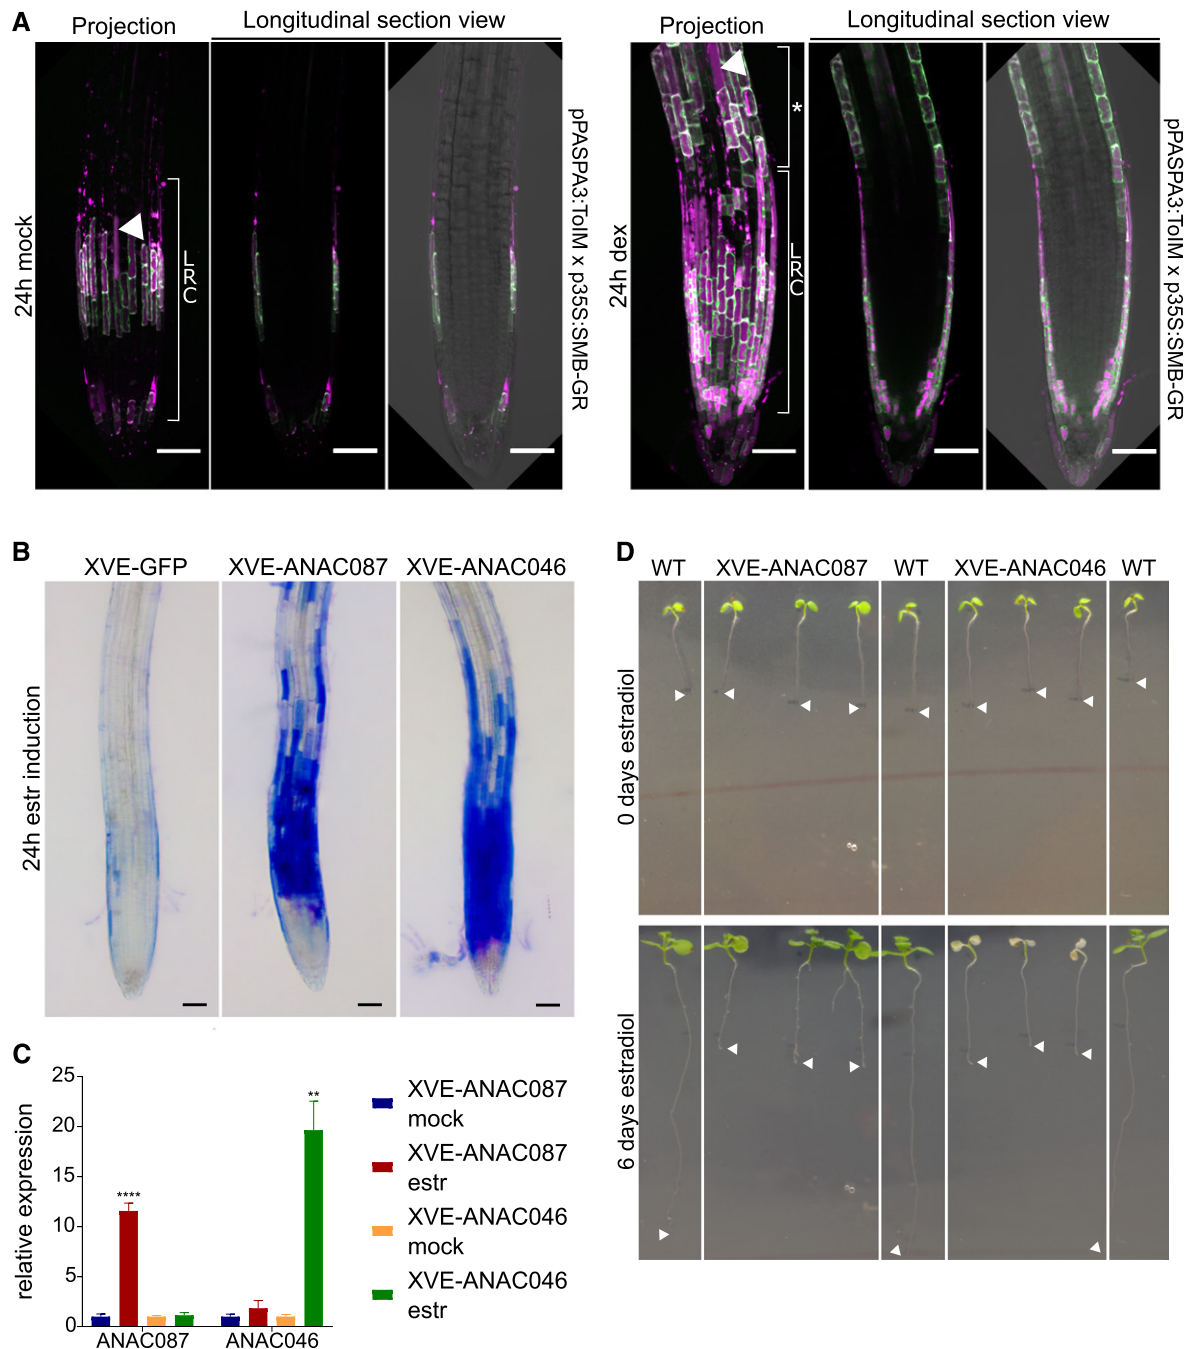 A
Projection
Longitudinal section view
24h mock
LRC
pPASPA3:ToIM x p35S:SMB-GR
Projection
Longitudinal section view
24h dex
*
LRC
pPASPA3:ToIM x p35S:SMB-GR
B
XVE-GFP
XVE-ANAC087
XVE-ANAC046
24h estr induction
C
relative expression
25
20
15
10
5
0
****
**
ANAC087
ANAC046
XVE-ANAC087
mock
XVE-ANAC087
estr
XVE-ANAC046
mock
XVE-ANAC046
estr
D
WT
XVE-ANAC087
WT
XVE-ANAC046
WT
0 days estradiol
6 days estradiol